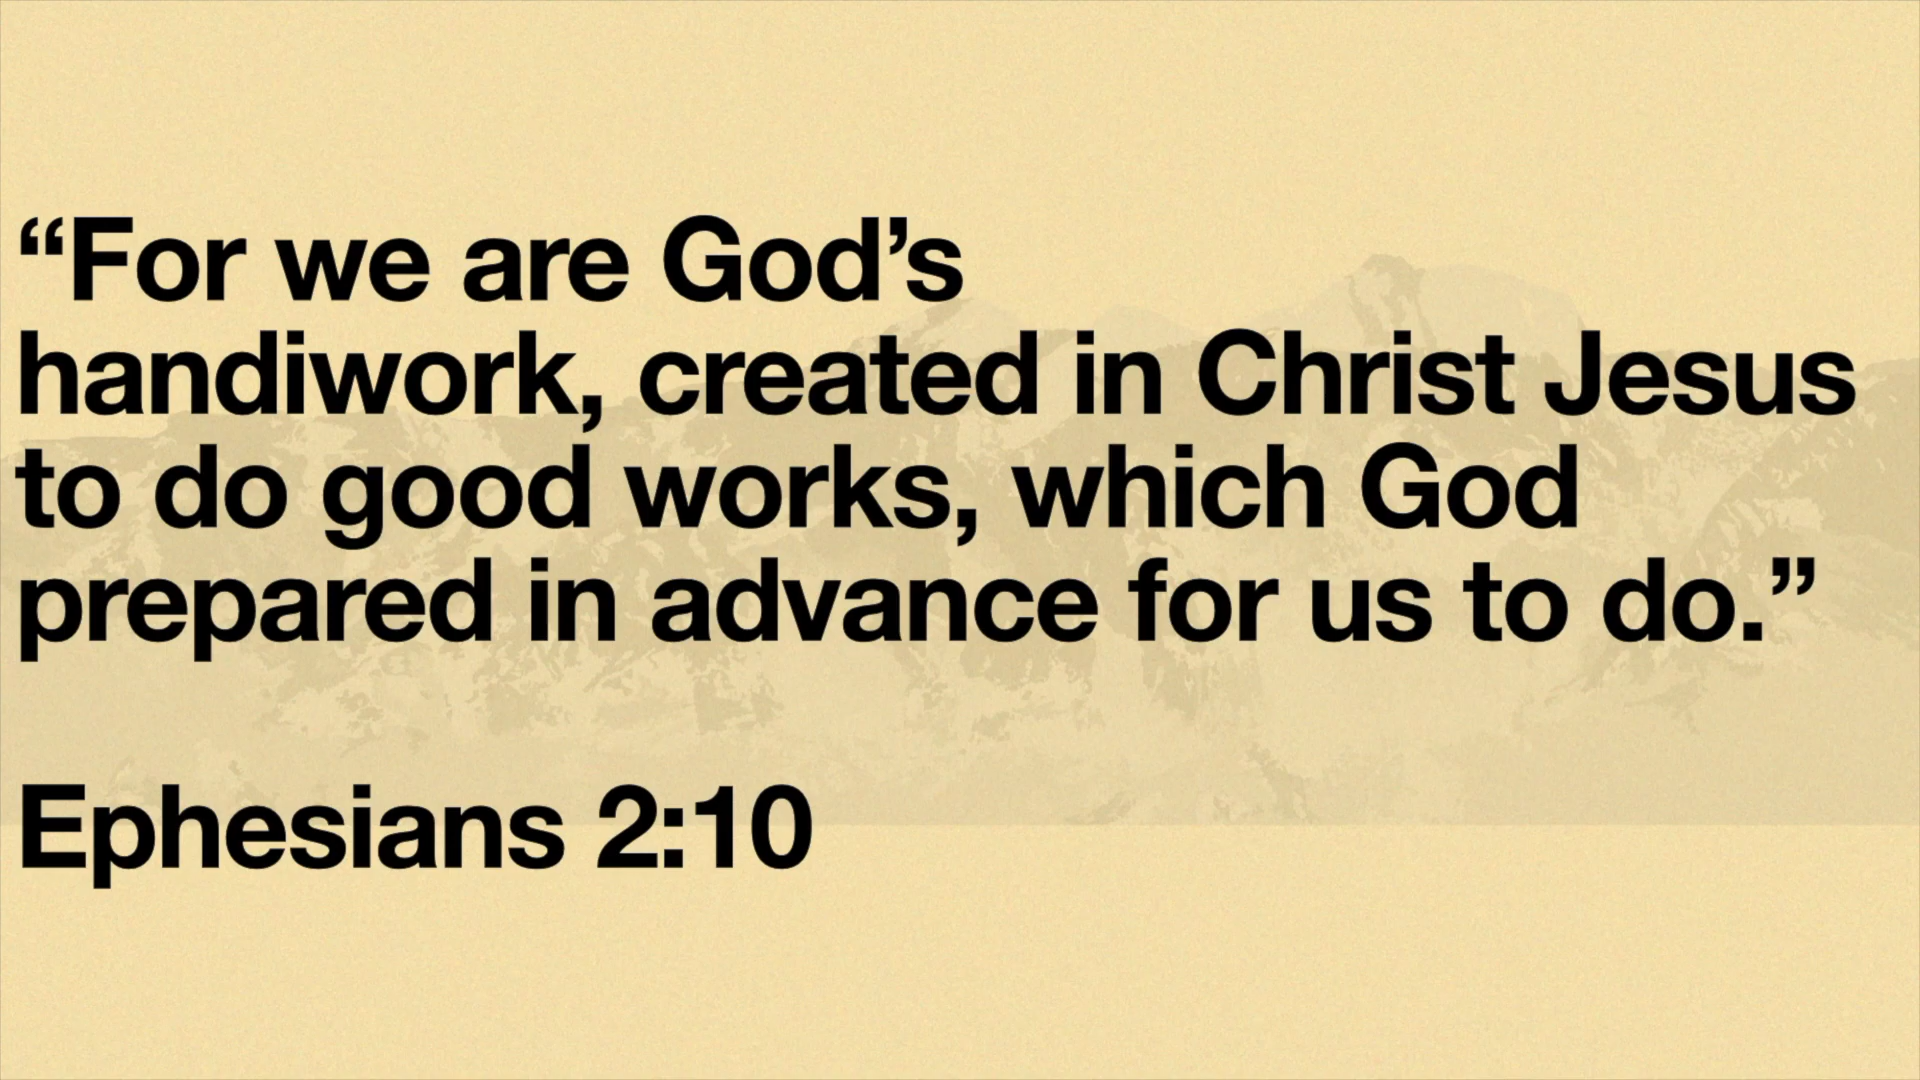 “For we are God’s
handiwork, created in Christ Jesus
to do good works, which God
prepared in advance for us to do.”
Ephesians 2:10